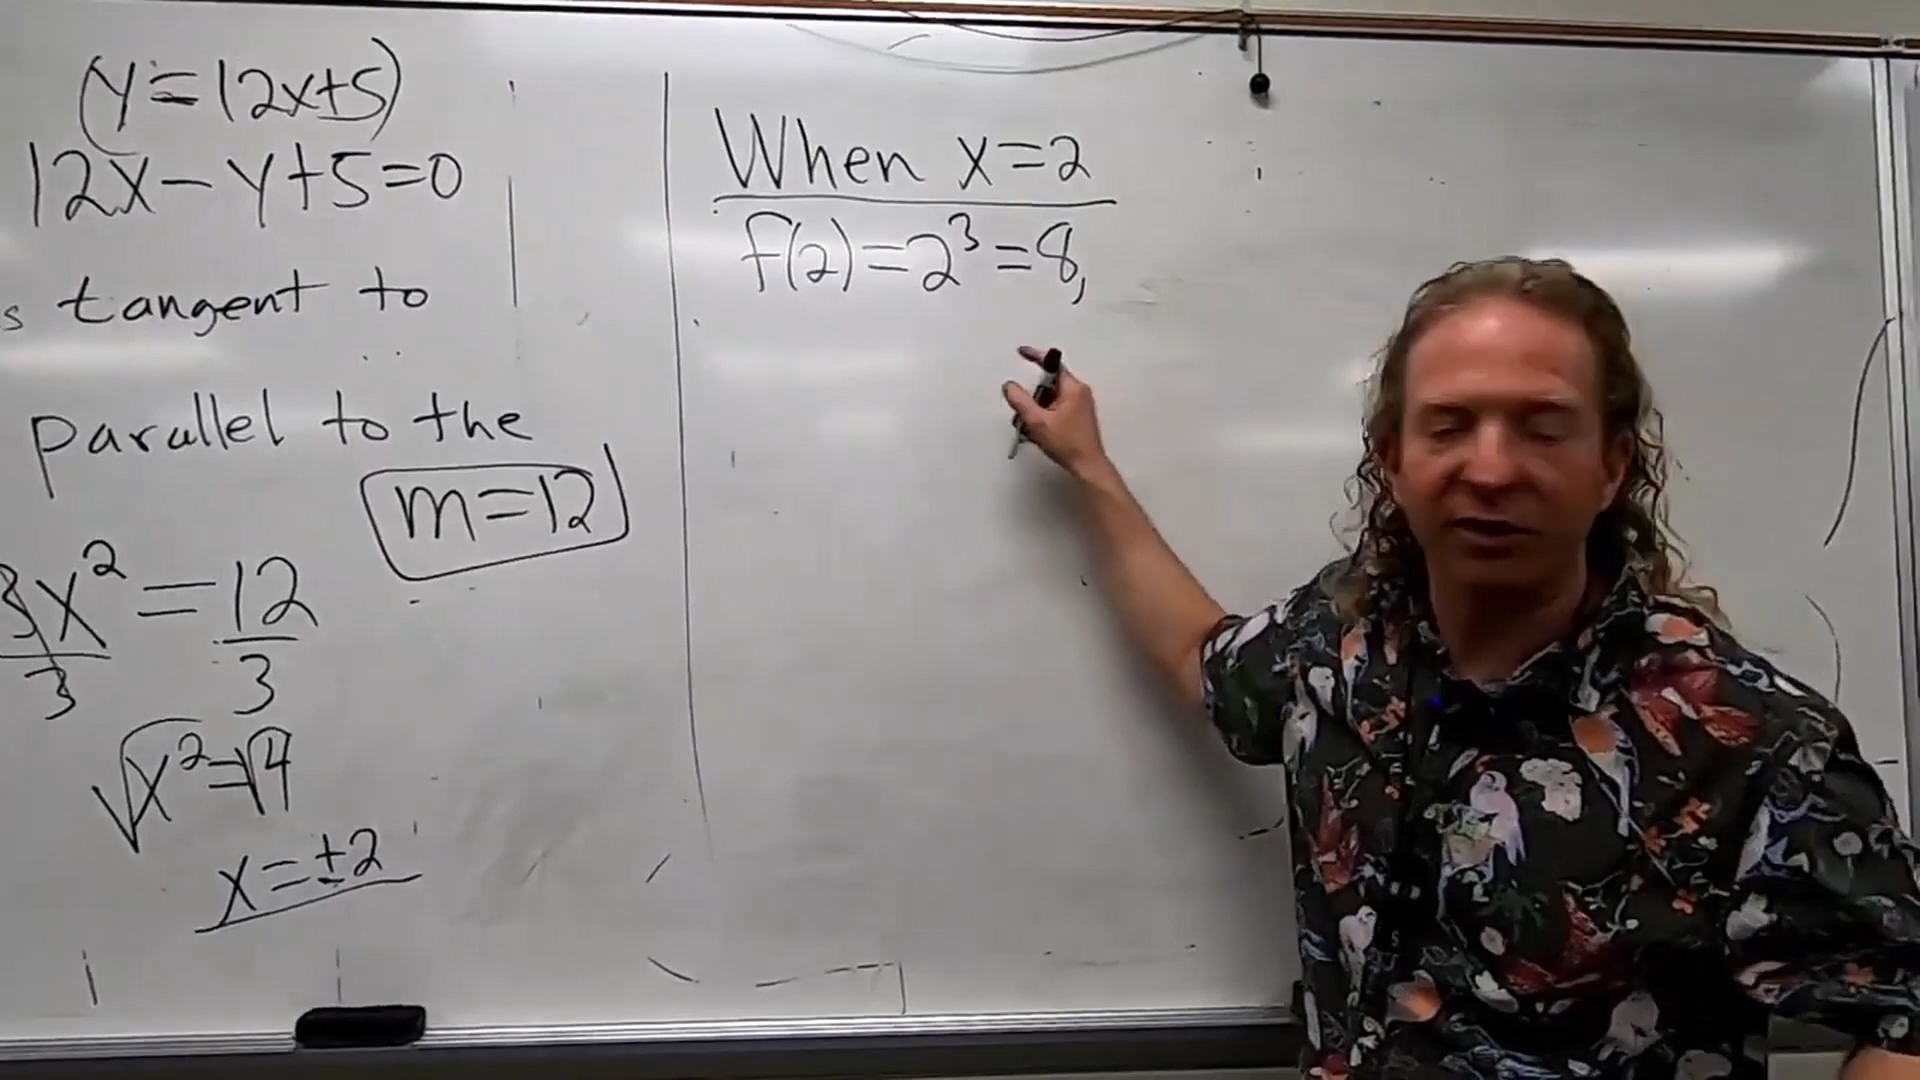 (y=12x+5)
12x-y+5=0
s tangent to
parallel to the
m=12
3x²=12
3 3
√x²=√4
x=±2
When x=2
f(2)=2³=8,